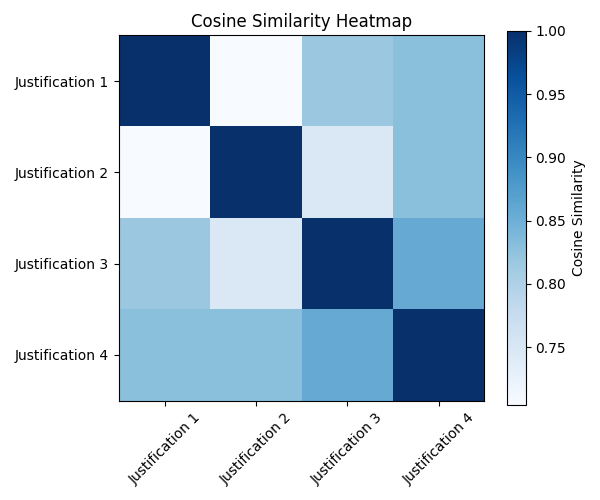 Cosine Similarity Heatmap
Justification 1
Justification 2
Justification 3
Justification 4
Justification 1
Justification 2
Justification 3
Justification 4
1.00
0.95
0.90
0.85
0.80
0.75
Cosine Similarity